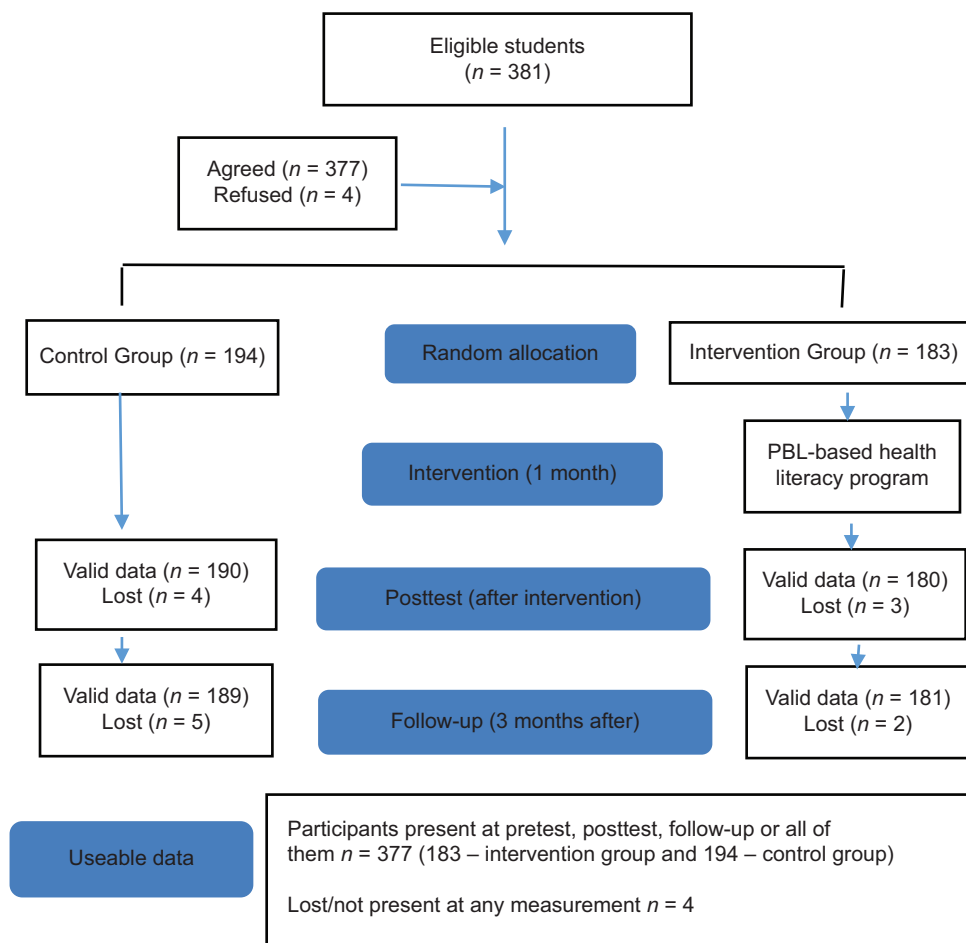 Eligible students
(n = 381)
Agreed (n = 377)
Refused (n = 4)
Control Group (n = 194)
Random allocation
Intervention Group (n = 183)
Intervention (1 month)
PBL-based health
literacy program
Valid data (n = 190)
Lost (n = 4)
Posttest (after intervention)
Valid data (n = 180)
Lost (n = 3)
Valid data (n = 189)
Lost (n = 5)
Follow-up (3 months after)
Valid data (n = 181)
Lost (n = 2)
Useable data
Participants present at pretest, posttest, follow-up or all of
them n = 377 (183 – intervention group and 194 – control group)
Lost/not present at any measurement n = 4